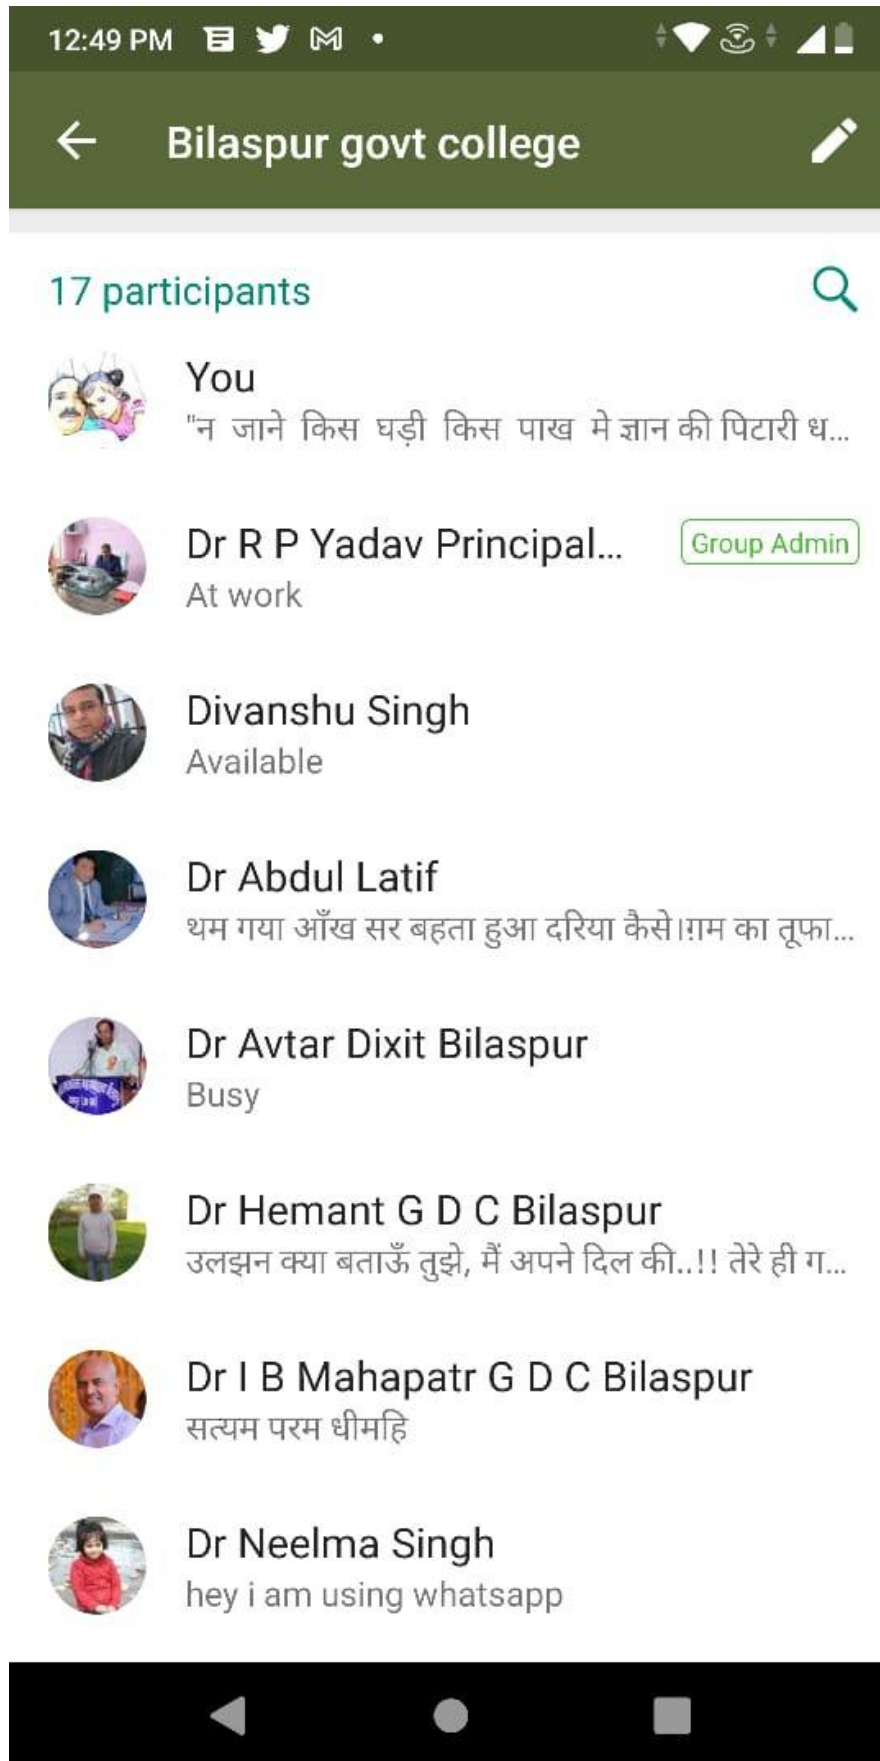 12:49 PM
Bilaspur govt college
17 participants
You
"न जाने किस घड़ी किस पाख मे ज्ञान की पिटारी ध...
Dr R P Yadav Principal...
Group Admin
At work
Divanshu Singh
Available
Dr Abdul Latif
थम गया आँख सर बहता हुआ दरिया कैसे।ग़म का तूफा...
Dr Avtar Dixit Bilaspur
Busy
Dr Hemant G D C Bilaspur
उलझन क्या बताऊँ तुझे, मैं अपने दिल की..!! तेरे ही ग...
Dr I B Mahapatr G D C Bilaspur
सत्यम परम धीमहि
Dr Neelma Singh
hey i am using whatsapp